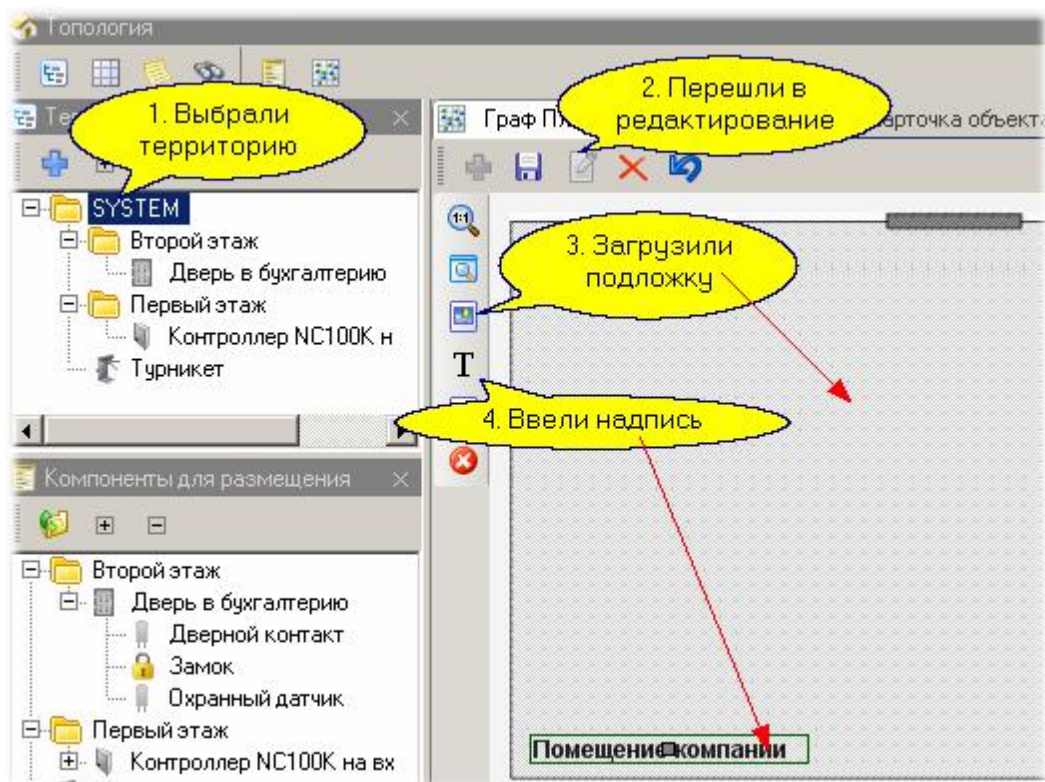 Топология
1. Выбрали
территорию
2. Перешли в
редактирование
Граф
объекта
SYSTEM
Второй этаж
Дверь в бухгалтерию
Первый этаж
Контроллер NC100K н
Турникет
1:1
3. Загрузили
подложку
T
4. Ввели надпись
Компоненты для размещения
Второй этаж
Дверь в бухгалтерию
Дверной контакт
Замок
Охранный датчик
Первый этаж
Контроллер NC100K на вх
Помещение компании